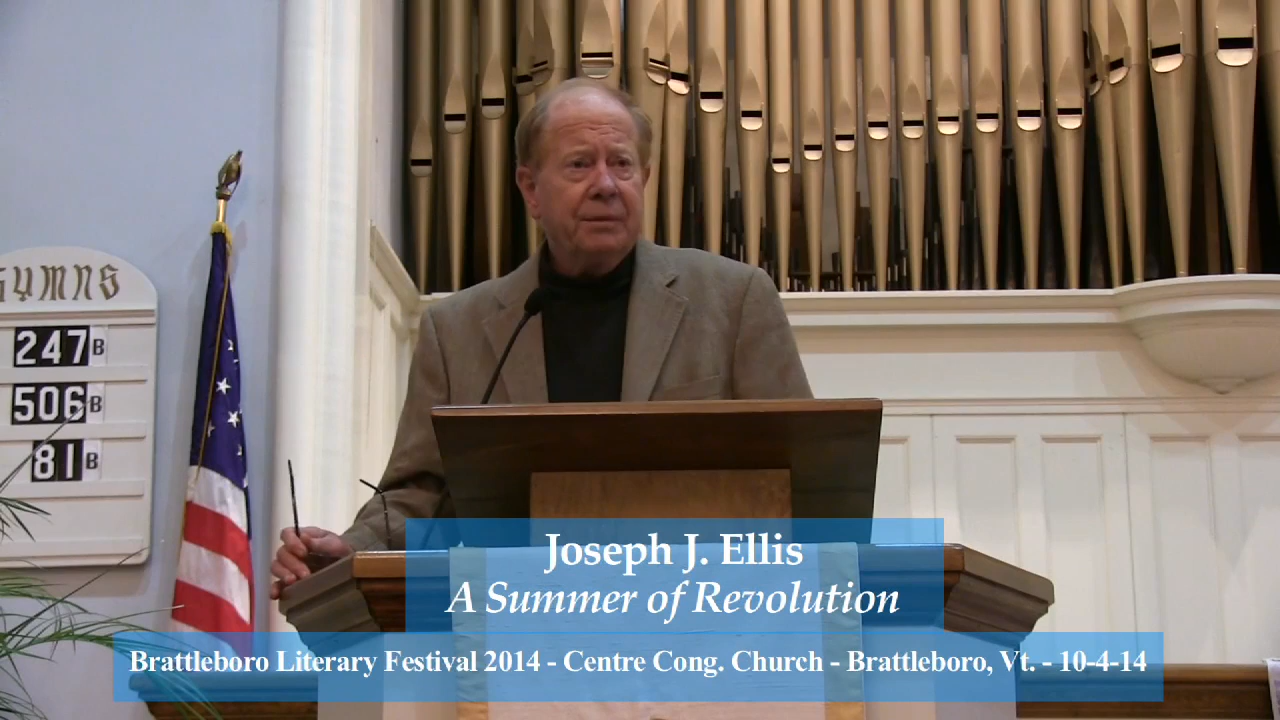 HYMNS
247B
506B
81B
Joseph J. Ellis
A Summer of Revolution
Brattleboro Literary Festival 2014 - Centre Cong. Church - Brattleboro, Vt. - 10-4-14